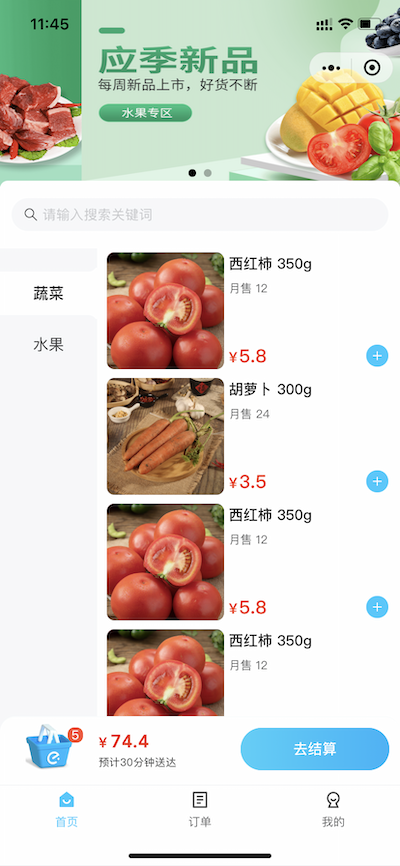 11:45
应季新品
每周新品上市，好货不断
水果专区
请输入搜索关键词
蔬菜
水果
西红柿 350g
月售 12
¥5.8
胡萝卜 300g
月售 24
¥3.5
西红柿 350g
月售 12
¥5.8
西红柿 350g
月售 12
5
¥ 74.4
预计30分钟送达
去结算
首页
订单
我的